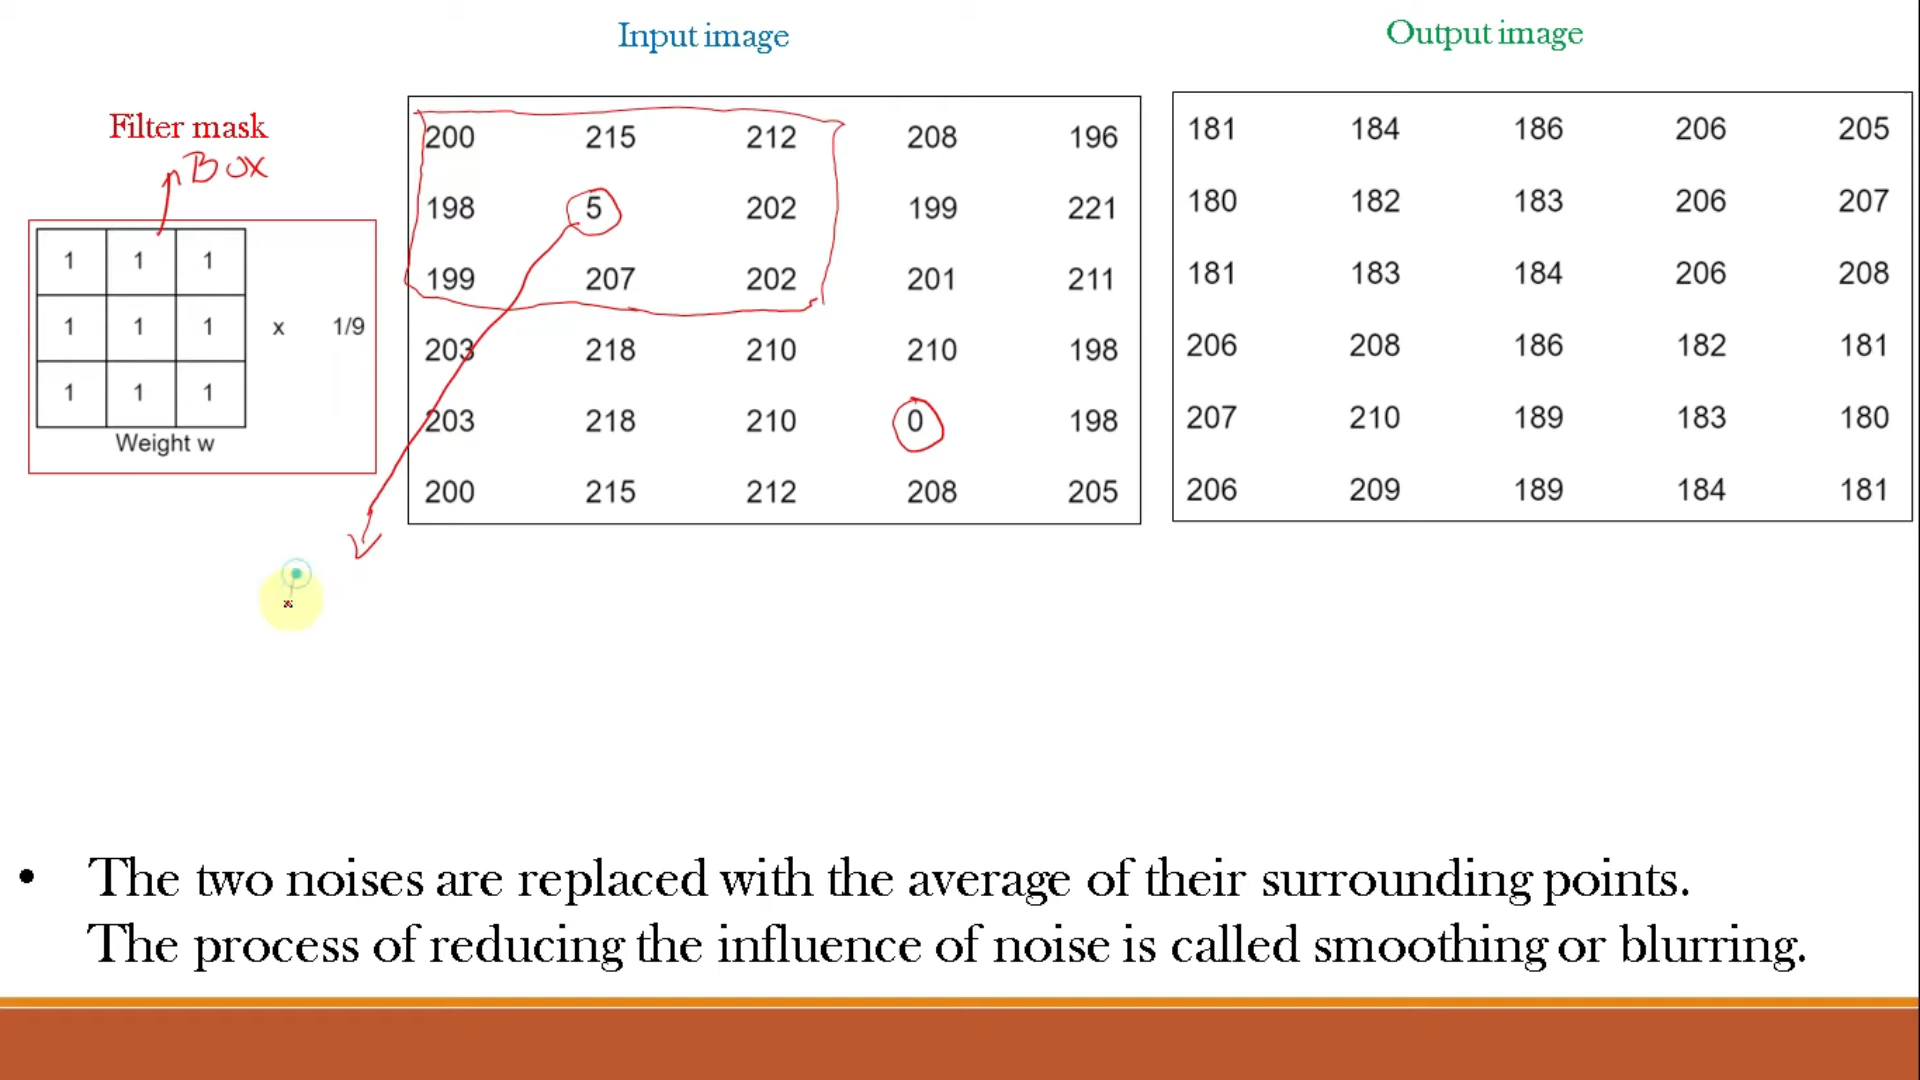 Input image
Output image
Filter mask
Box
1 1 1
1 1 1 x 1/9
1 1 1
Weight w
200 215 212 208 196
198 5 202 199 221
199 207 202 201 211
203 218 210 210 198
203 218 210 0 198
200 215 212 208 205
181 184 186 206 205
180 182 183 206 207
181 183 184 206 208
206 208 186 182 181
207 210 189 183 180
206 209 189 184 181
• The two noises are replaced with the average of their surrounding points.
The process of reducing the influence of noise is called smoothing or blurring.